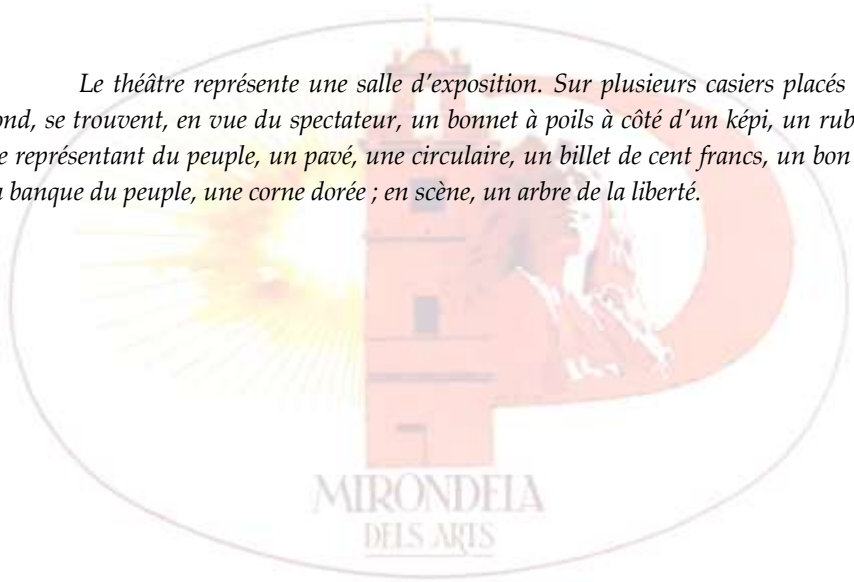 Le théâtre représente une salle d’exposition. Sur plusieurs casiers placés
ond, se trouvent, en vue du spectateur, un bonnet à poils à côté d’un képi, un rub
e représentant du peuple, un pavé, une circulaire, un billet de cent francs, un bon
a banque du peuple, une corne dorée ; en scène, un arbre de la liberté.
MIRONDELA
DELS ARTS